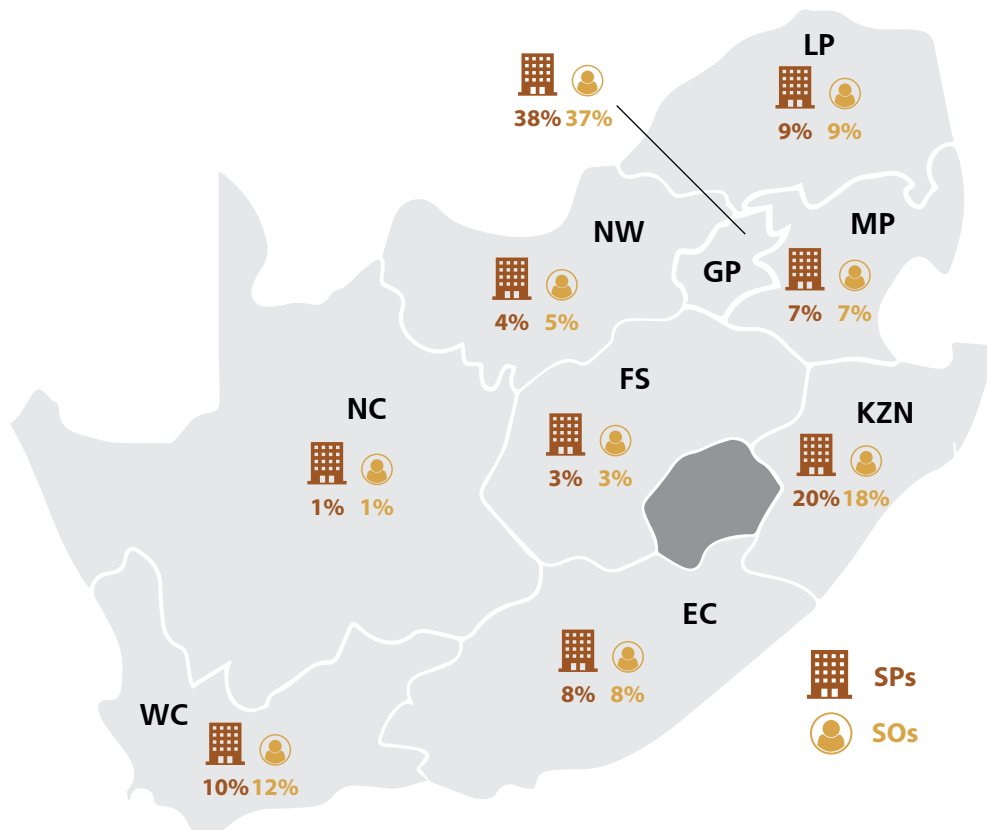 LP
38% 37%
9% 9%
NW
MP
GP
4% 5%
7% 7%
FS
NC
KZN
3% 3%
20% 18%
1% 1%
EC
SPs
8% 8%
WC
SOs
10% 12%